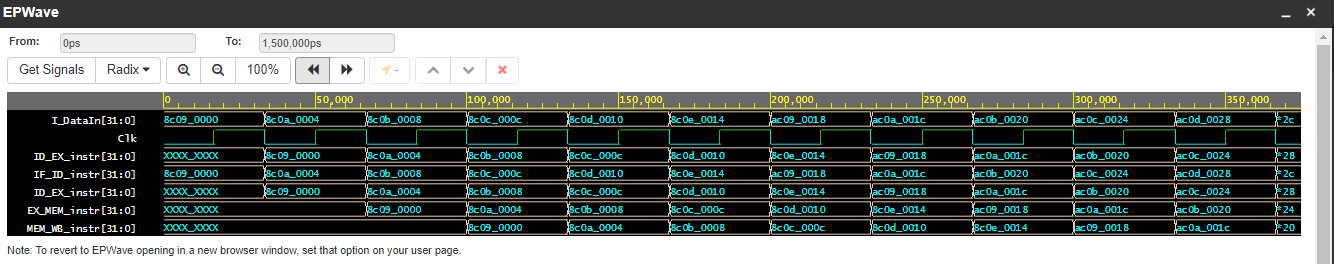 EPWave
From: 0ps To: 1,500,000ps
Get Signals Radix 100% -
0 50,000 100,000 150,000 200,000 250,000 300,000 350,000
I_DataIn[31:0] 8c09_0000 8c0a_0004 8c0b_0008 8c0c_000c 8c0d_0010 8c0e_0014 ac09_0018 ac0a_001c ac0b_0020 ac0c_0024 ac0d_0028 *2c
Clk
ID_EX_instr[31:0] XXXX_XXXX 8c09_0000 8c0a_0004 8c0b_0008 8c0c_000c 8c0d_0010 8c0e_0014 ac09_0018 ac0a_001c ac0b_0020 ac0c_0024 *28
IF_ID_instr[31:0] 8c09_0000 8c0a_0004 8c0b_0008 8c0c_000c 8c0d_0010 8c0e_0014 ac09_0018 ac0a_001c ac0b_0020 ac0c_0024 ac0d_0028 *2c
ID_EX_instr[31:0] XXXX_XXXX 8c09_0000 8c0a_0004 8c0b_0008 8c0c_000c 8c0d_0010 8c0e_0014 ac09_0018 ac0a_001c ac0b_0020 ac0c_0024 *28
EX_MEM_instr[31:0] XXXX_XXXX 8c09_0000 8c0a_0004 8c0b_0008 8c0c_000c 8c0d_0010 8c0e_0014 ac09_0018 ac0a_001c ac0b_0020 *24
MEM_WB_instr[31:0] XXXX_XXXX 8c09_0000 8c0a_0004 8c0b_0008 8c0c_000c 8c0d_0010 8c0e_0014 ac09_0018 ac0a_001c *20
Note: To revert to EPWave opening in a new browser window, set that option on your user page.